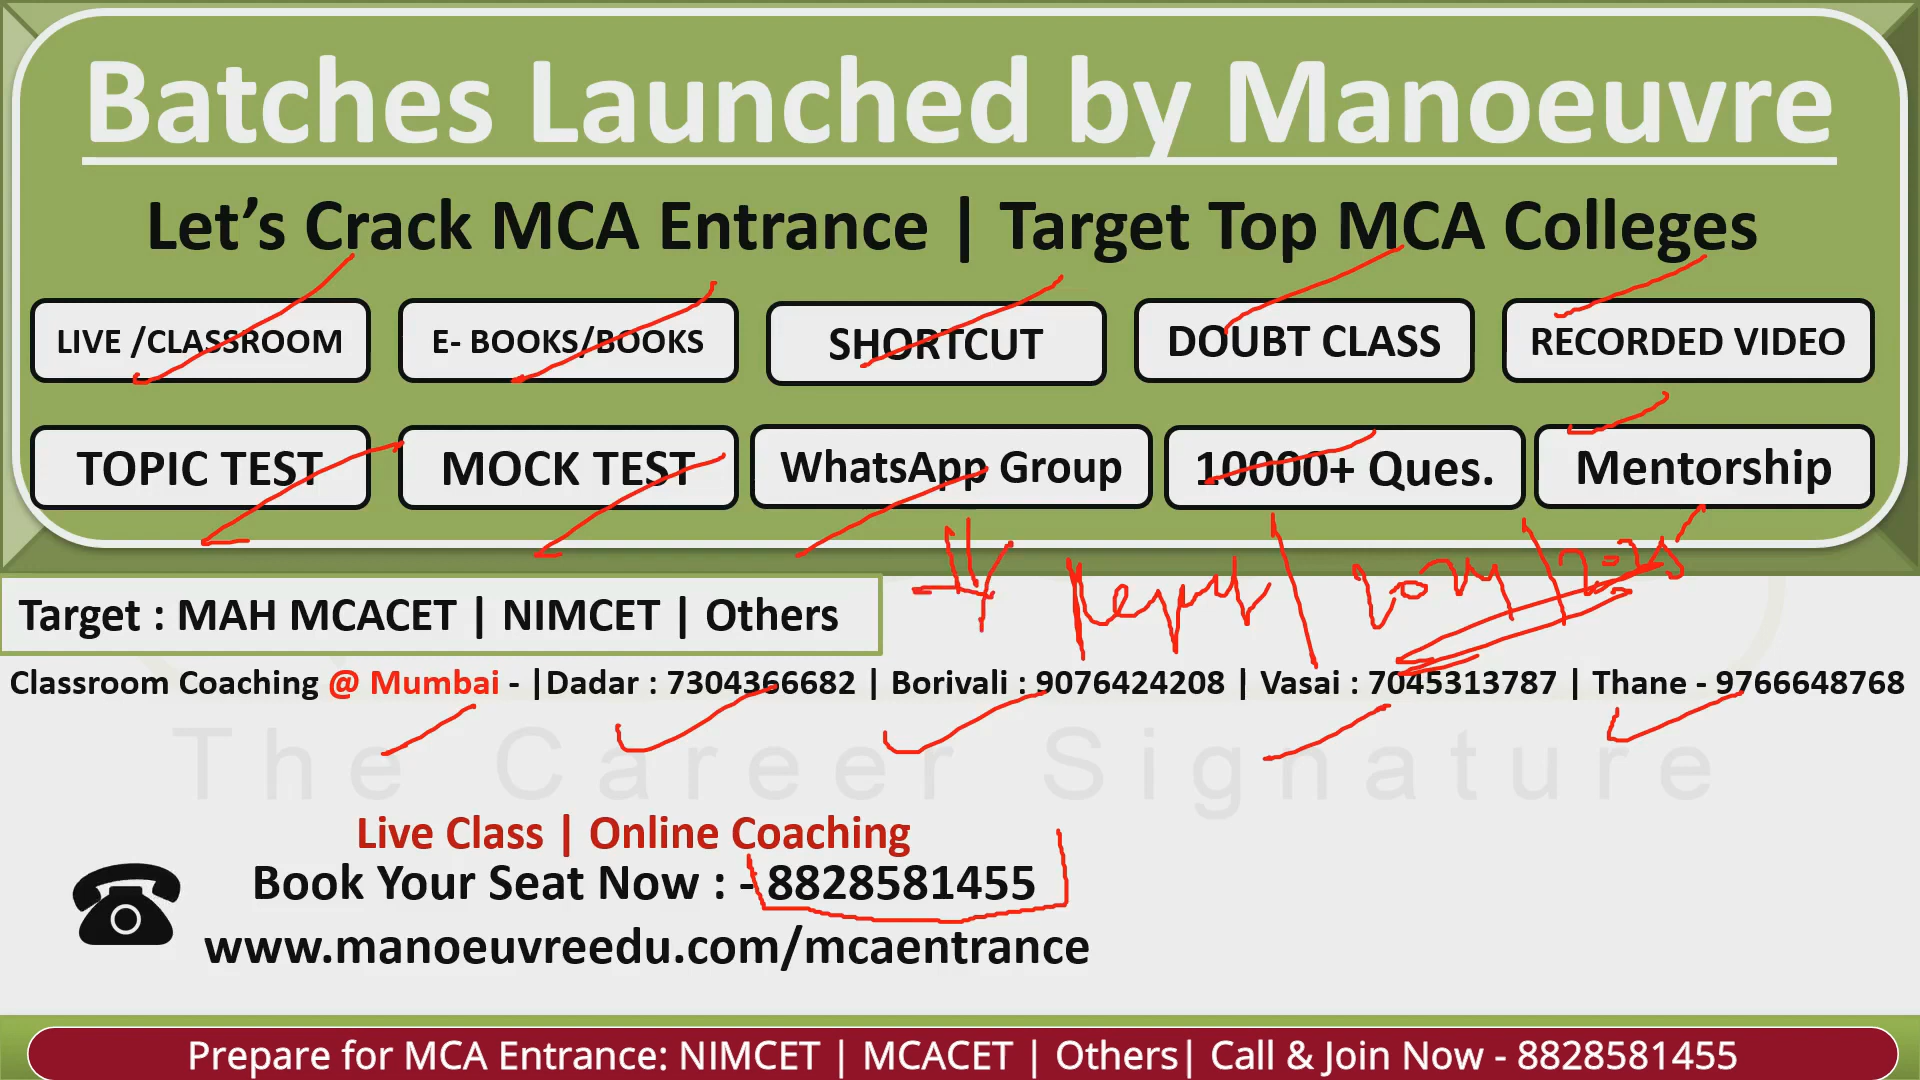 Batches Launched by Manoeuvre
Let’s Crack MCA Entrance | Target Top MCA Colleges
LIVE /CLASSROOM E- BOOKS/BOOKS SHORTCUT DOUBT CLASS RECORDED VIDEO
TOPIC TEST MOCK TEST WhatsApp Group 10000+ Ques. Mentorship
Target : MAH MCACET | NIMCET | Others
Classroom Coaching @ Mumbai - |Dadar : 7304366682 | Borivali : 9076424208 | Vasai : 7045313787 | Thane - 9766648768
The Career Signature
Live Class | Online Coaching
Book Your Seat Now : - 8828581455
www.manoeuvreedu.com/mcaentrance
Prepare for MCA Entrance: NIMCET | MCACET | Others| Call & Join Now - 8828581455